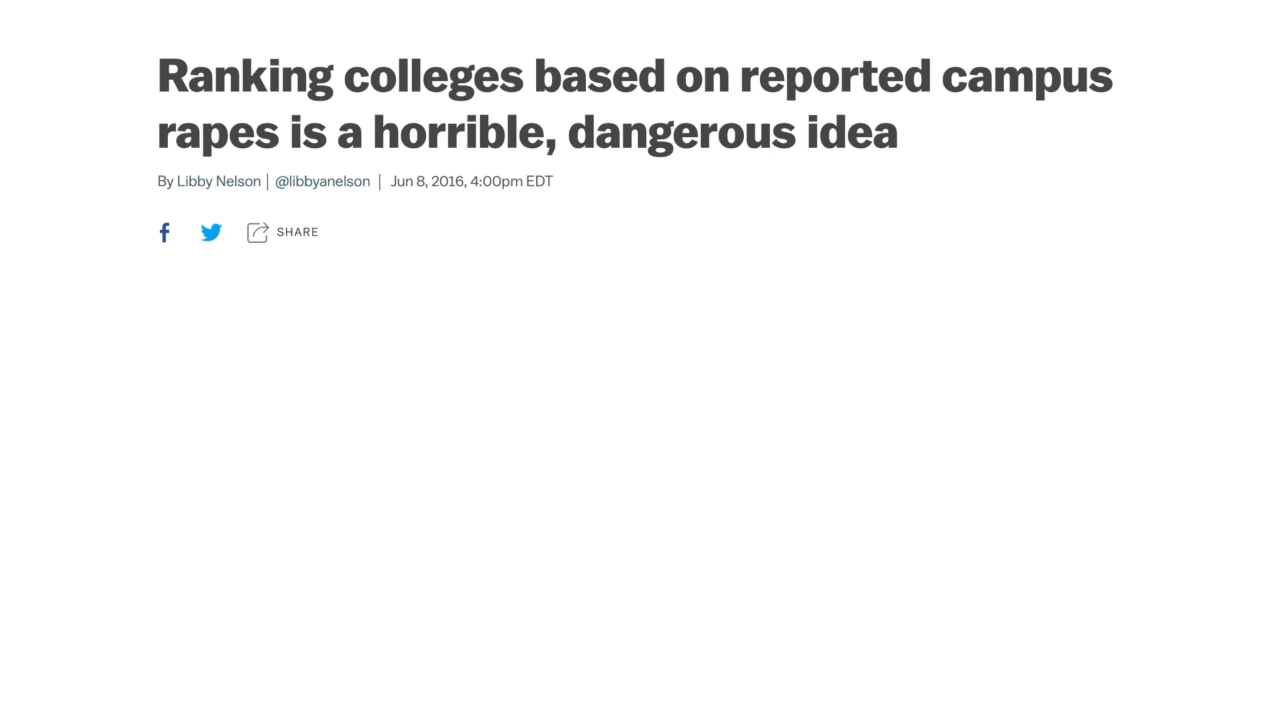 Ranking colleges based on reported campus
rapes is a horrible, dangerous idea
By Libby Nelson | @libbyanelson | Jun 8, 2016, 4:00pm EDT
SHARE